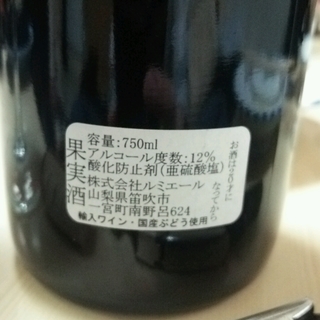 容量:750ml
アルコール度数:12%
酸化防止剤(亜硫酸塩)
株式会社ルミエール
山梨県笛吹市
一宮町南野呂624
輸入ワイン・国産ぶどう使用
果実酒
お酒は20才に
なってから